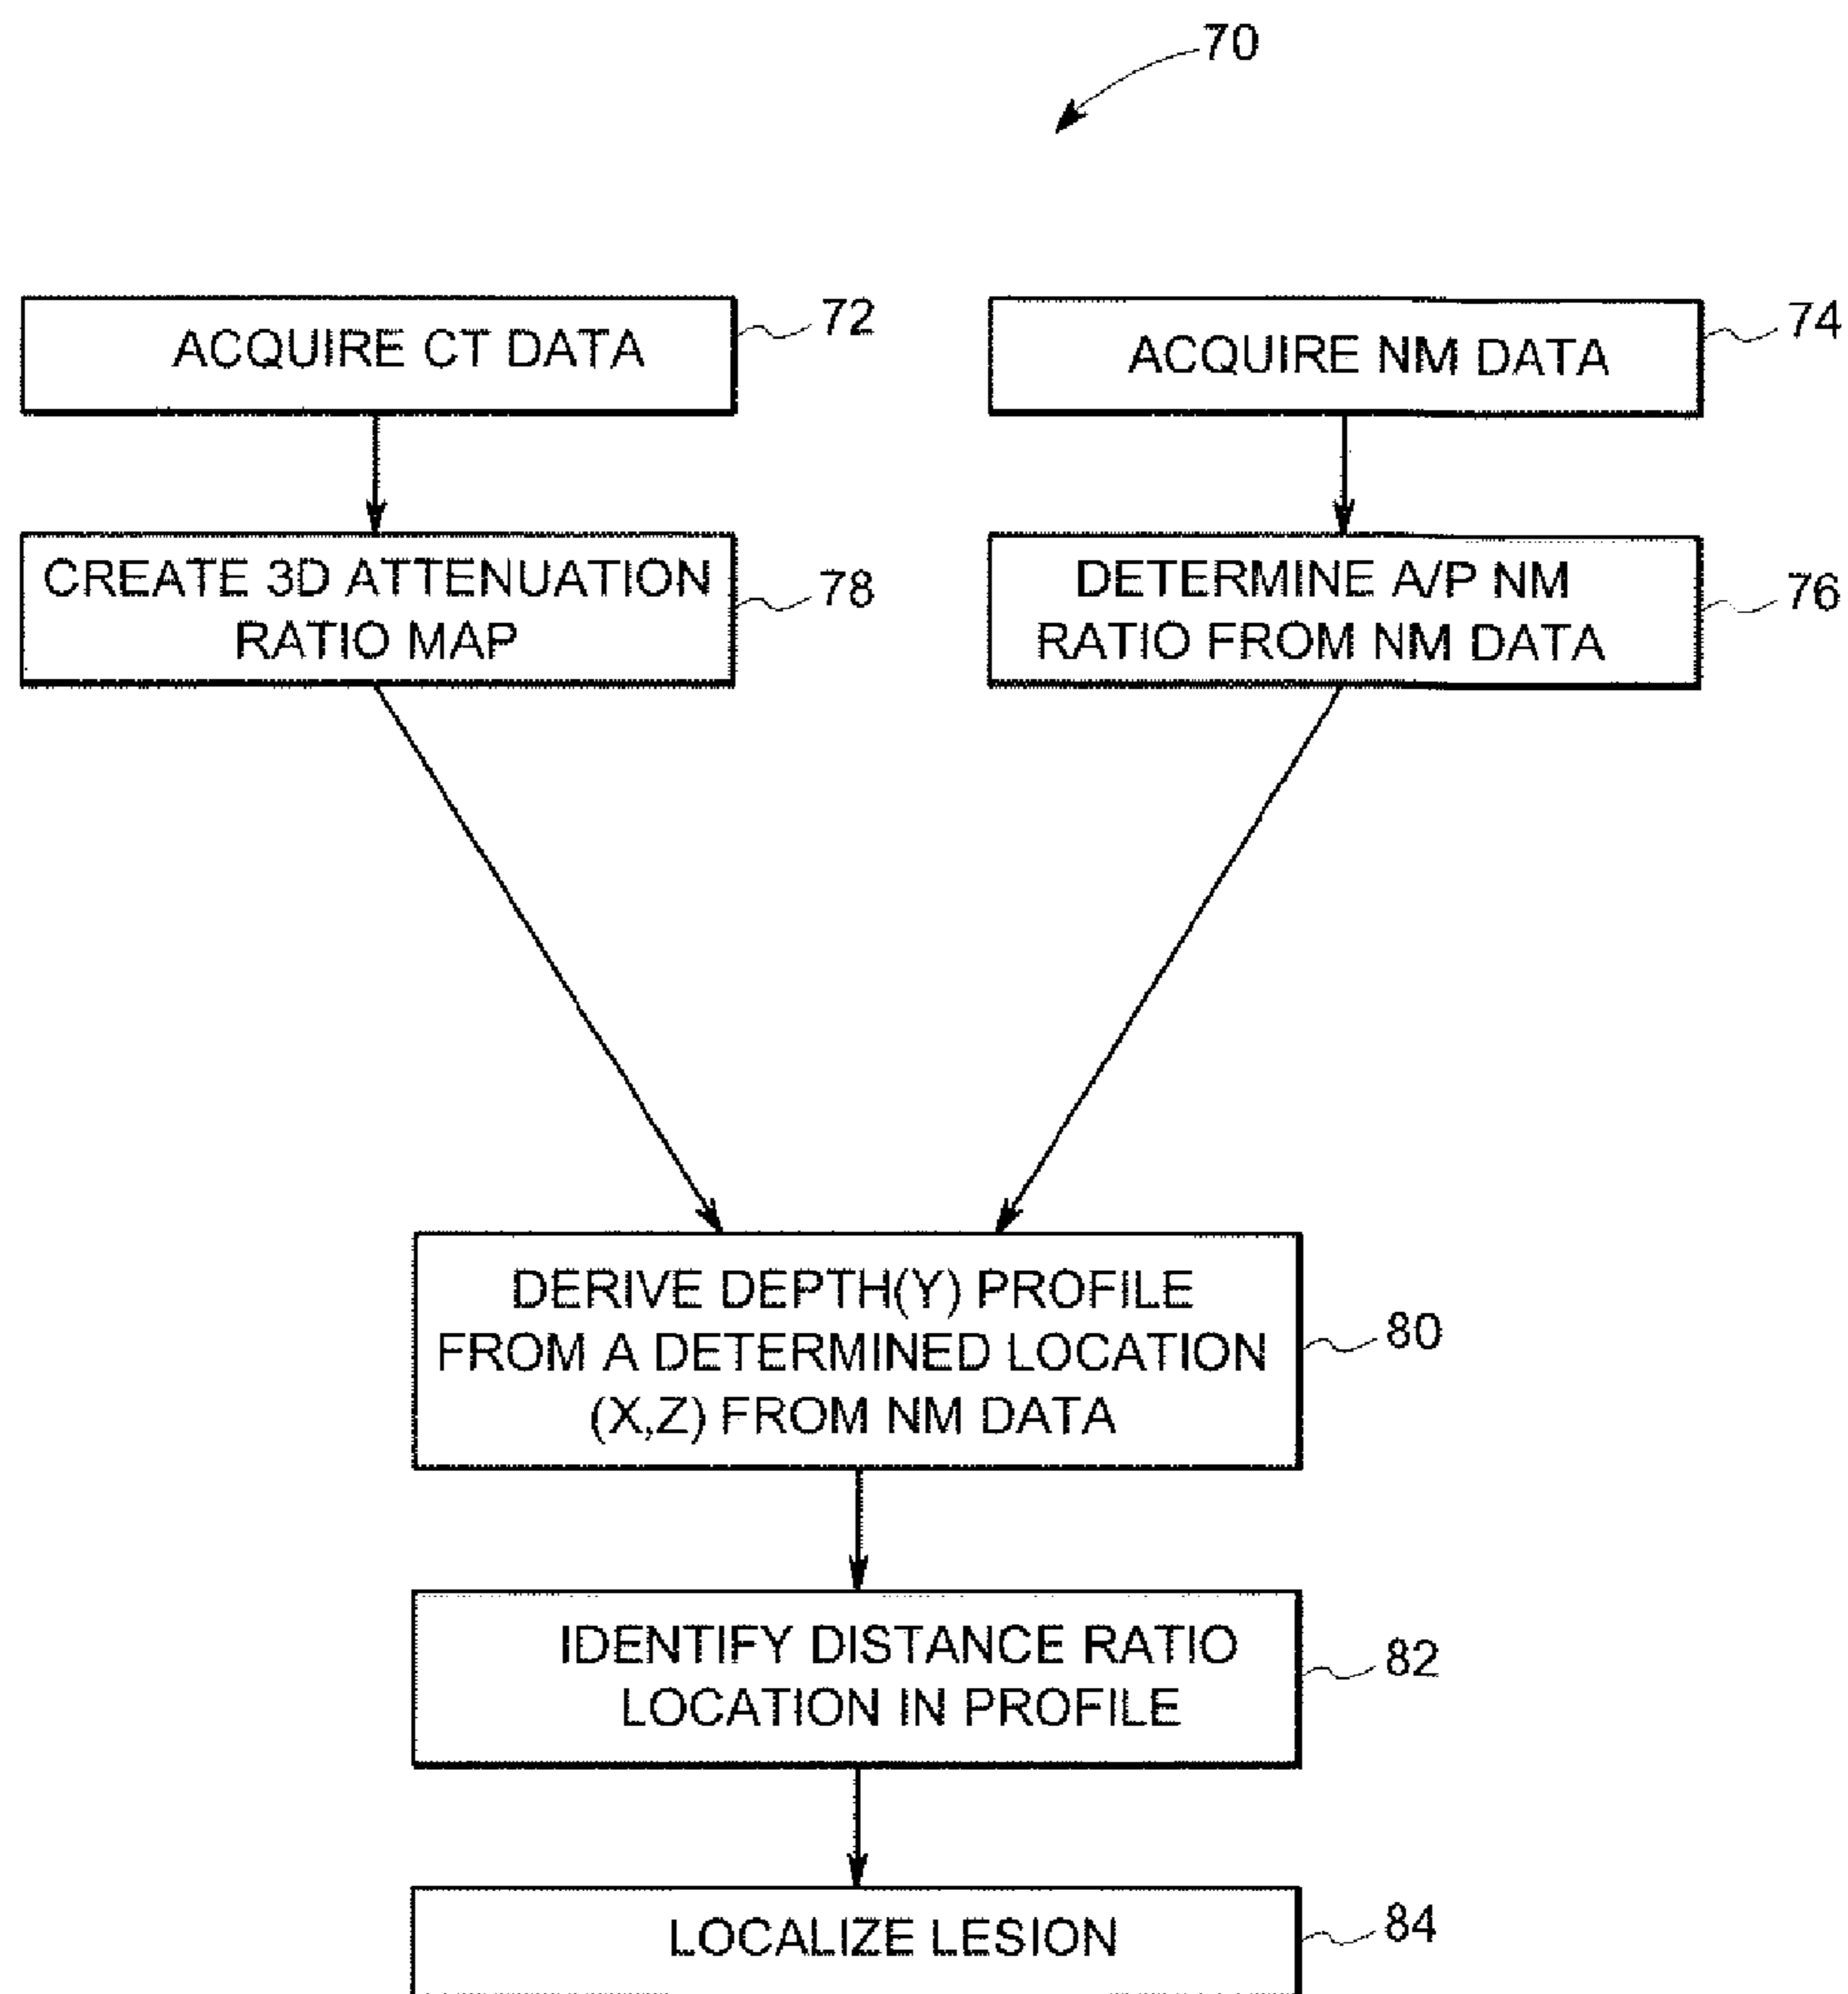 70
ACQUIRE CT DATA
72
ACQUIRE NM DATA
74
CREATE 3D ATTENUATION
RATIO MAP
78
DETERMINE A/P NM
RATIO FROM NM DATA
76
DERIVE DEPTH(Y) PROFILE
FROM A DETERMINED LOCATION
(X,Z) FROM NM DATA
80
IDENTIFY DISTANCE RATIO
LOCATION IN PROFILE
82
LOCALIZE LESION
84